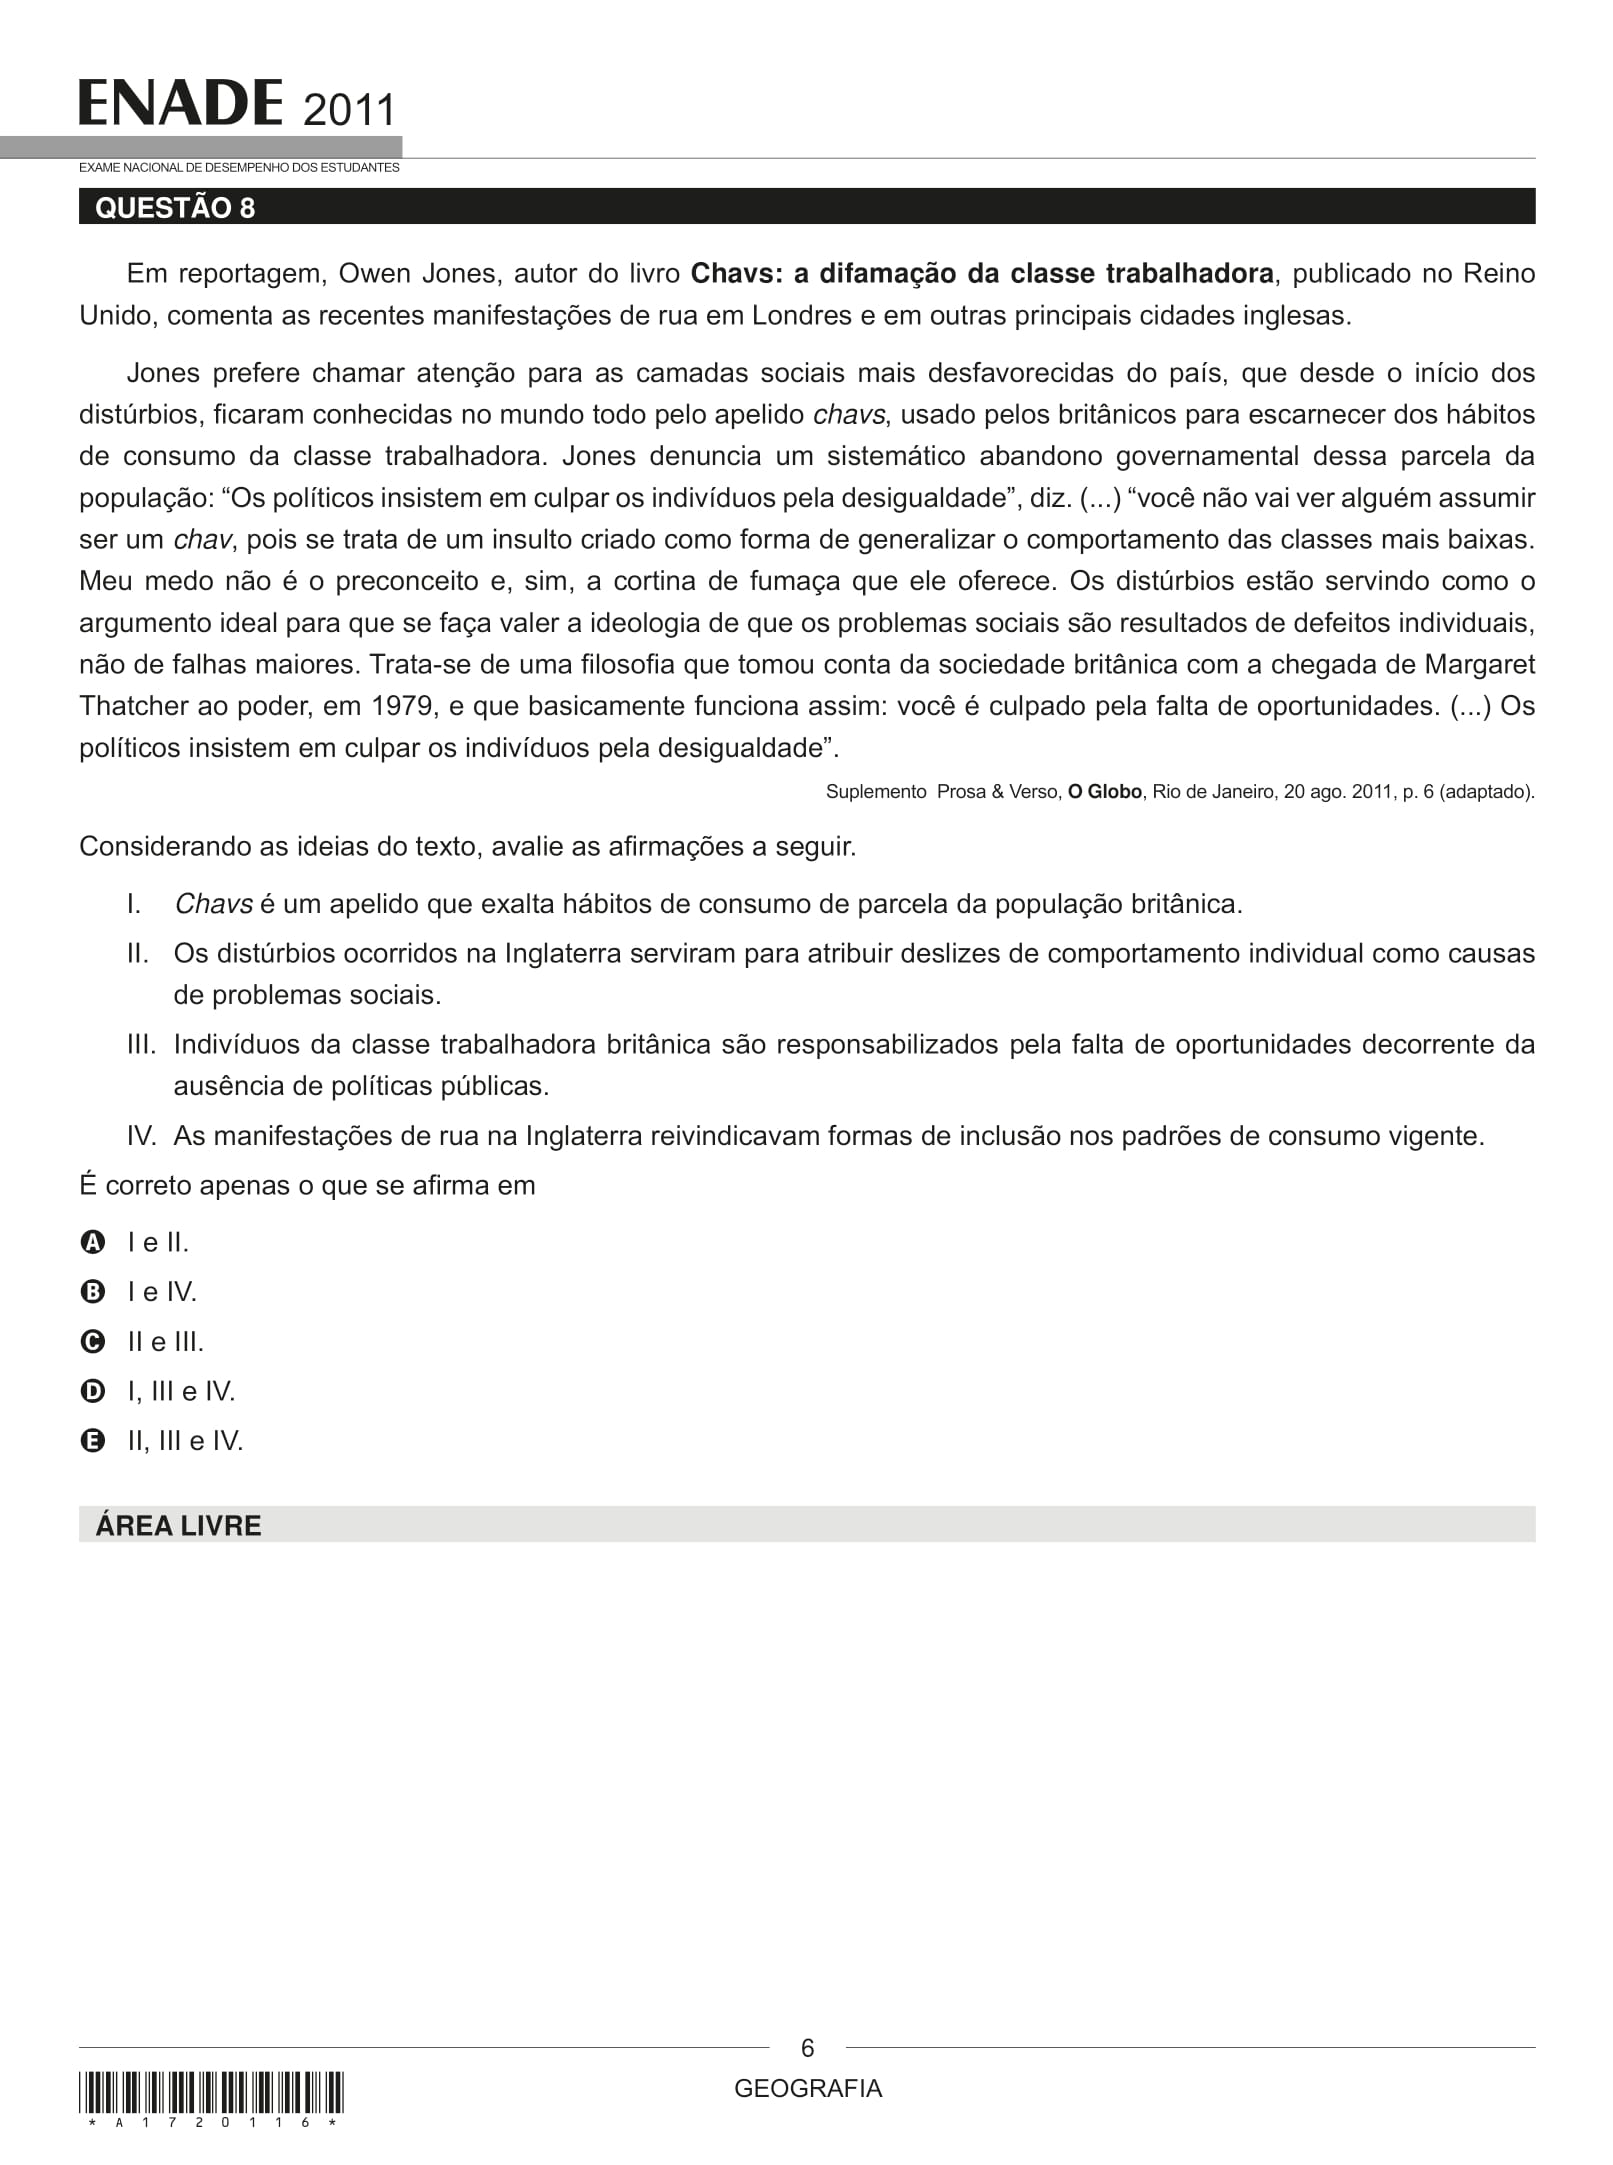 ENADE 2011
EXAME NACIONAL DE DESEMPENHO DOS ESTUDANTES
QUESTÃO 8
Em reportagem, Owen Jones, autor do livro Chavs: a difamação da classe trabalhadora, publicado no Reino
Unido, comenta as recentes manifestações de rua em Londres e em outras principais cidades inglesas.
Jones prefere chamar atenção para as camadas sociais mais desfavorecidas do país, que desde o início dos
distúrbios, ficaram conhecidas no mundo todo pelo apelido chavs, usado pelos britânicos para escarnecer dos hábitos
de consumo da classe trabalhadora. Jones denuncia um sistemático abandono governamental dessa parcela da
população: “Os políticos insistem em culpar os indivíduos pela desigualdade”, diz. (...) “você não vai ver alguém assumir
ser um chav, pois se trata de um insulto criado como forma de generalizar o comportamento das classes mais baixas.
Meu medo não é o preconceito e, sim, a cortina de fumaça que ele oferece. Os distúrbios estão servindo como o
argumento ideal para que se faça valer a ideologia de que os problemas sociais são resultados de defeitos individuais,
não de falhas maiores. Trata-se de uma filosofia que tomou conta da sociedade britânica com a chegada de Margaret
Thatcher ao poder, em 1979, e que basicamente funciona assim: você é culpado pela falta de oportunidades. (...) Os
políticos insistem em culpar os indivíduos pela desigualdade”.
Suplemento Prosa & Verso, O Globo, Rio de Janeiro, 20 ago. 2011, p. 6 (adaptado).
Considerando as ideias do texto, avalie as afirmações a seguir.
I. Chavs é um apelido que exalta hábitos de consumo de parcela da população britânica.
II. Os distúrbios ocorridos na Inglaterra serviram para atribuir deslizes de comportamento individual como causas
de problemas sociais.
III. Indivíduos da classe trabalhadora britânica são responsabilizados pela falta de oportunidades decorrente da
ausência de políticas públicas.
IV. As manifestações de rua na Inglaterra reivindicavam formas de inclusão nos padrões de consumo vigente.
É correto apenas o que se afirma em
A I e II.
B I e IV.
C II e III.
D I, III e IV.
E II, III e IV.
ÁREA LIVRE
6
GEOGRAFIA
* A 1 7 2 0 1 1 6 *